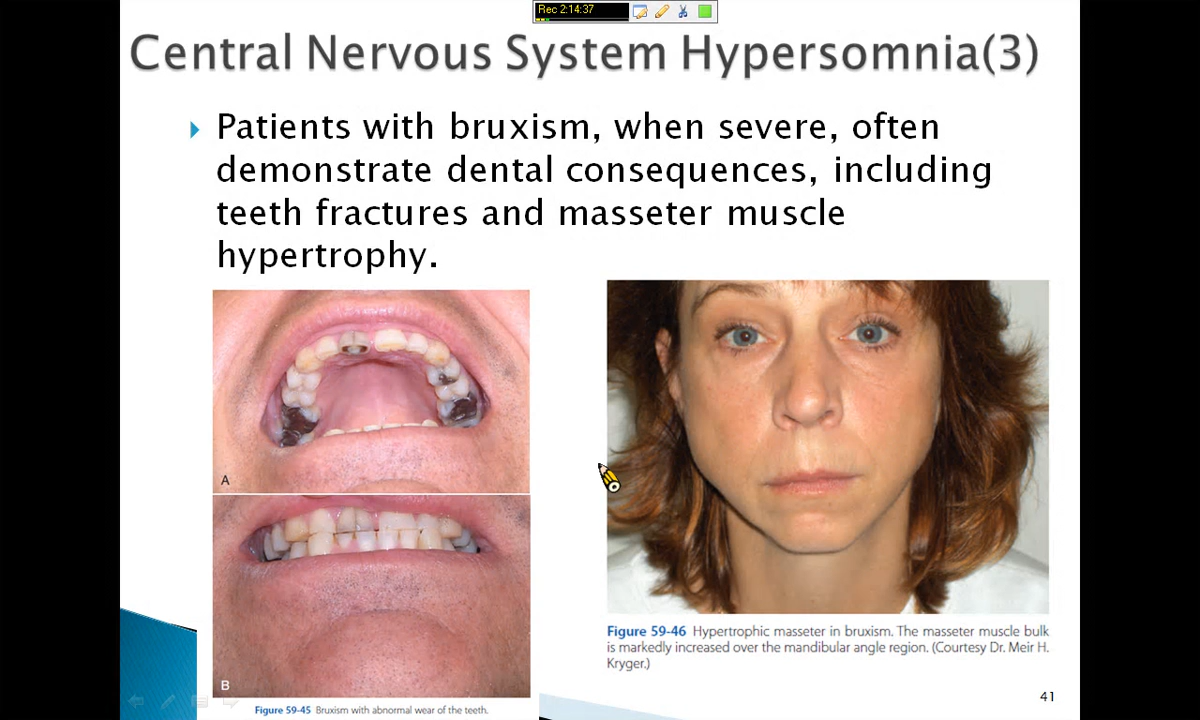 Rec 2:14:37
Central Nervous System Hypersomnia(3)
Patients with bruxism, when severe, often
demonstrate dental consequences, including
teeth fractures and masseter muscle
hypertrophy.
A
B
Figure 59-45 Bruxism with abnormal wear of the teeth.
Figure 59-46 Hypertrophic masseter in bruxism. The masseter muscle bulk
is markedly increased over the mandibular angle region. (Courtesy Dr. Meir H.
Kryger.)
41